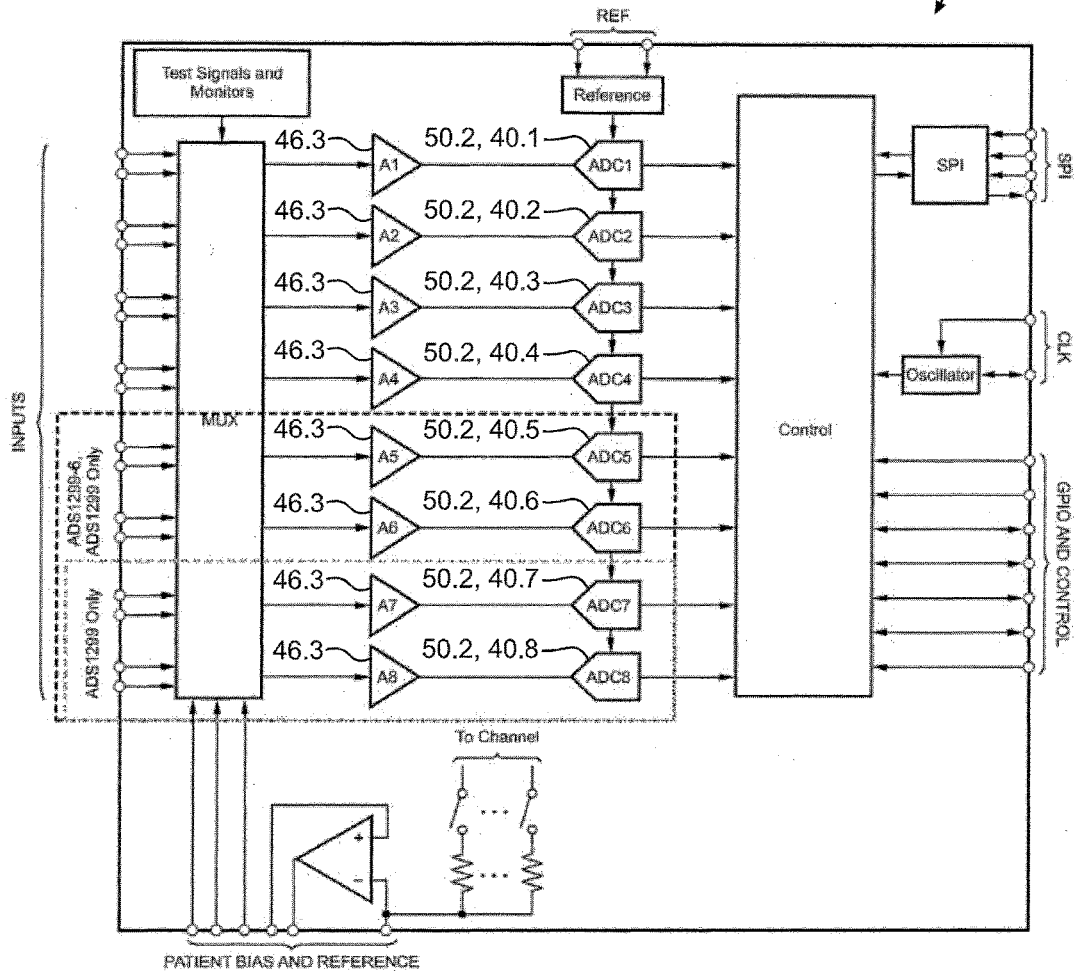 REF
Test Signals and
Monitors
Reference
46.3
50.2, 40.1
A1
ADC1
SPI
SPI
46.3
50.2, 40.2
A2
ADC2
46.3
50.2, 40.3
A3
ADC3
46.3
50.2, 40.4
A4
ADC4
Oscillator
CLK
INPUTS
MUX
Control
ADS1299-6,
ADS1299 Only
46.3
50.2, 40.5
A5
ADC5
46.3
50.2, 40.6
A6
ADC6
GPIO AND CONTROL
ADS1299 Only
46.3
50.2, 40.7
A7
ADC7
46.3
50.2, 40.8
A8
ADC8
To Channel
+
−
PATIENT BIAS AND REFERENCE